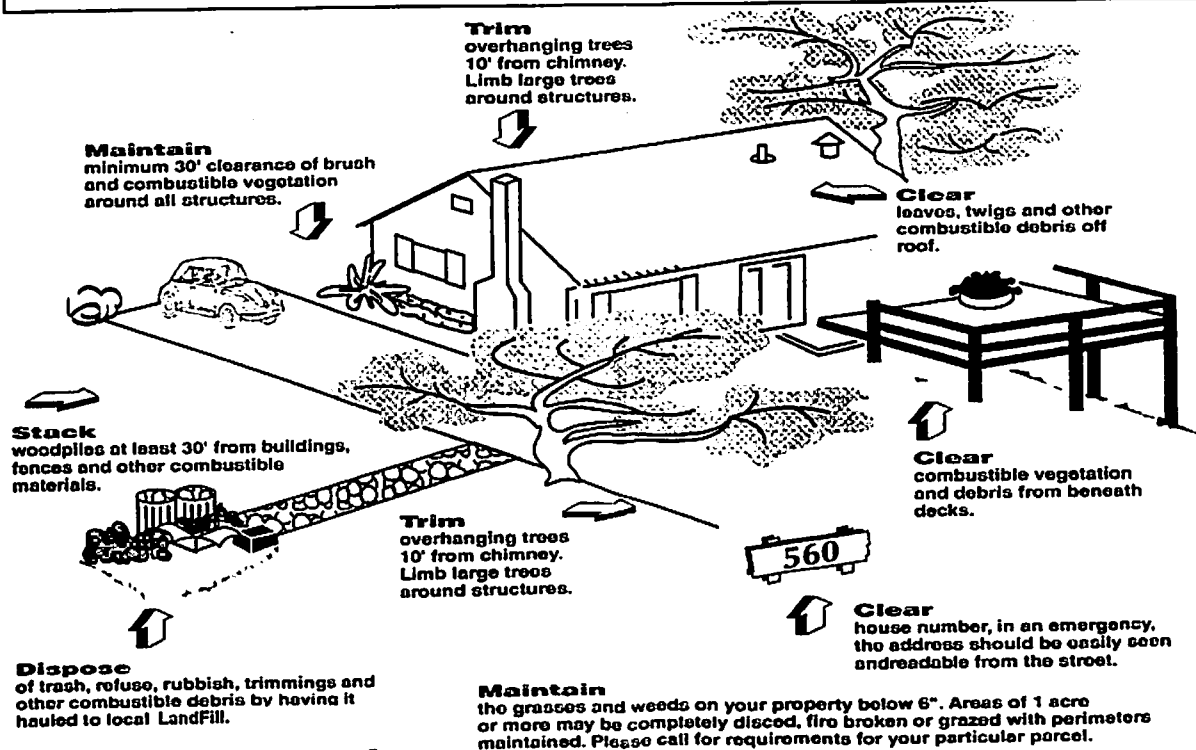 Trim
overhanging trees
10' from chimney.
Limb large trees
around structures.
Maintain
minimum 30' clearance of brush
and combustible vegetation
around all structures.
Clear
leaves, twigs and other
combustible debris off
roof.
Stack
woodpiles at least 30' from buildings,
fences and other combustible
materials.
Clear
combustible vegetation
and debris from beneath
decks.
Trim
overhanging trees
10' from chimney.
Limb large trees
around structures.
560
Clear
house number, in an emergency,
the address should be easily seen
andreadable from the street.
Dispose
of trash, refuse, rubbish, trimmings and
other combustible debris by having it
hauled to local LandFill.
Maintain
the grasses and weeds on your property below 6". Areas of 1 acre
or more may be completely disced, fire broken or grazed with perimeters
maintained. Please call for requirements for your particular parcel.